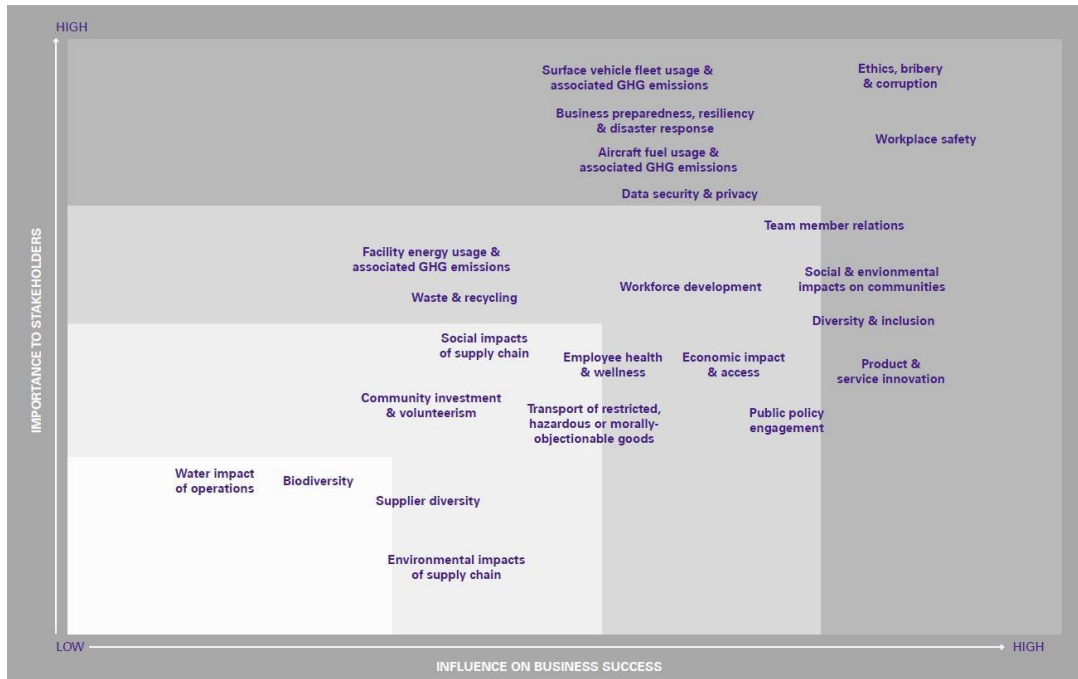 HIGH
Surface vehicle fleet usage &
associated GHG emissions
Ethics, bribery
& corruption
Business preparedness, resiliency
& disaster response
Workplace safety
Aircraft fuel usage &
associated GHG emissions
Data security & privacy
Team member relations
Facility energy usage &
associated GHG emissions
Social & envionmental
impacts on communities
Workforce development
Waste & recycling
Diversity & inclusion
Social impacts
of supply chain
Employee health
& wellness
Economic impact
& access
Product &
service innovation
Community investment
& volunteerism
Transport of restricted,
hazardous or morally-
objectionable goods
Public policy
engagement
Water impact
of operations
Biodiversity
Supplier diversity
Environmental impacts
of supply chain
IMPORTANCE TO STAKEHOLDERS
LOW
HIGH
INFLUENCE ON BUSINESS SUCCESS